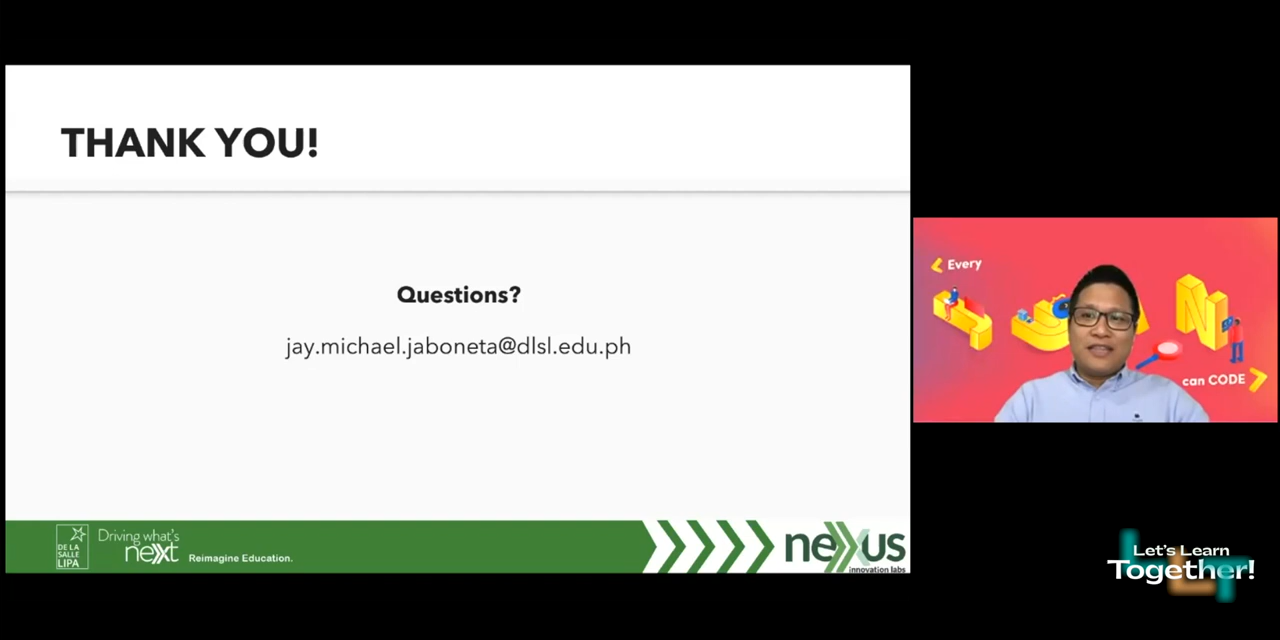 THANK YOU!
Questions?
jay.michael.jaboneta@dlsl.edu.ph
DE LA
SALLE
LIPA
Driving what's
next
Reimagine Education.
nexus
innovation labs
Every
JUAN
can CODE
Let's Learn
Together!